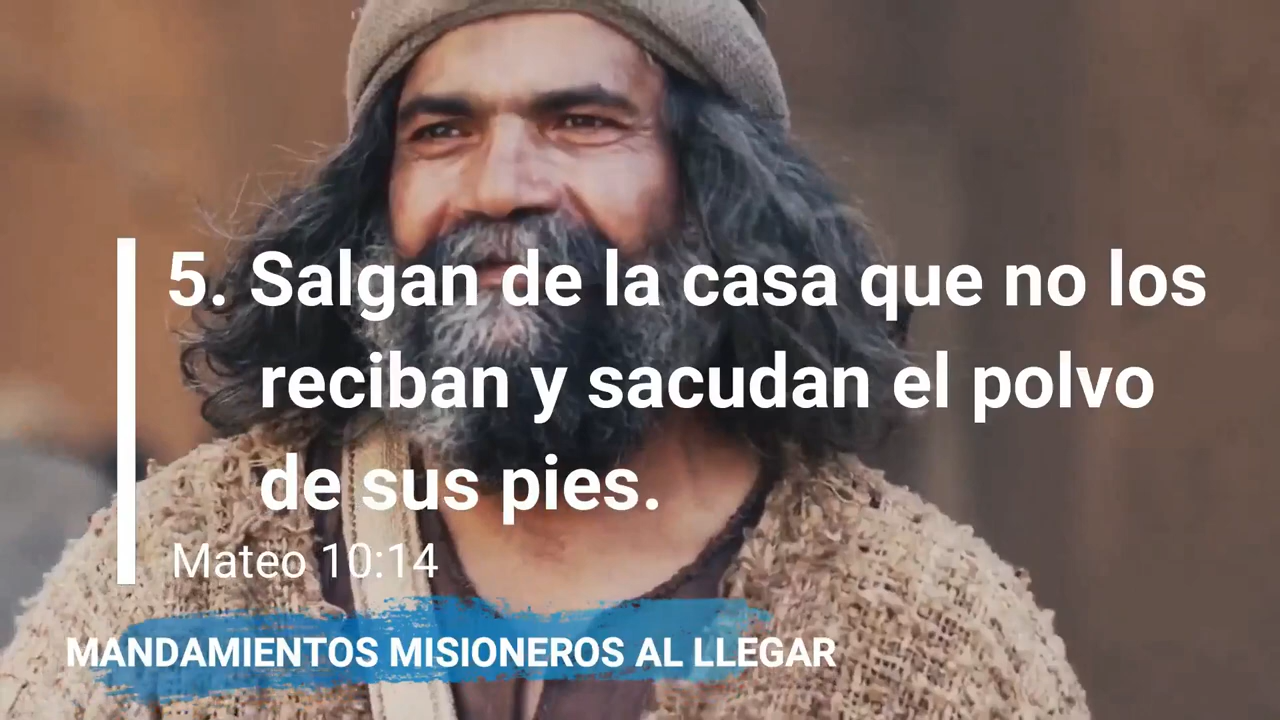 5. Salgan de la casa que no los
reciban y sacudan el polvo
de sus pies.
Mateo 10:14
MANDAMIENTOS MISIONEROS AL LLEGAR